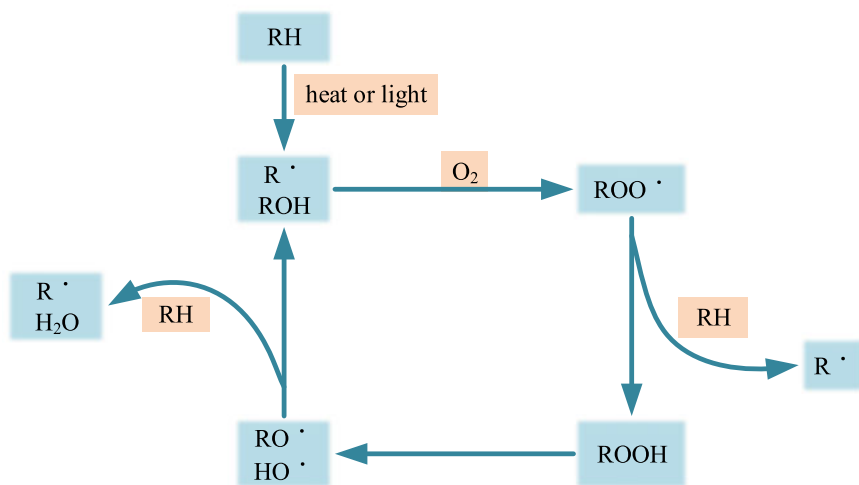 RH
heat or light
R ·
ROH
O₂
ROO ·
R ·
H₂O
RH
RH
R ·
RO ·
HO ·
ROOH